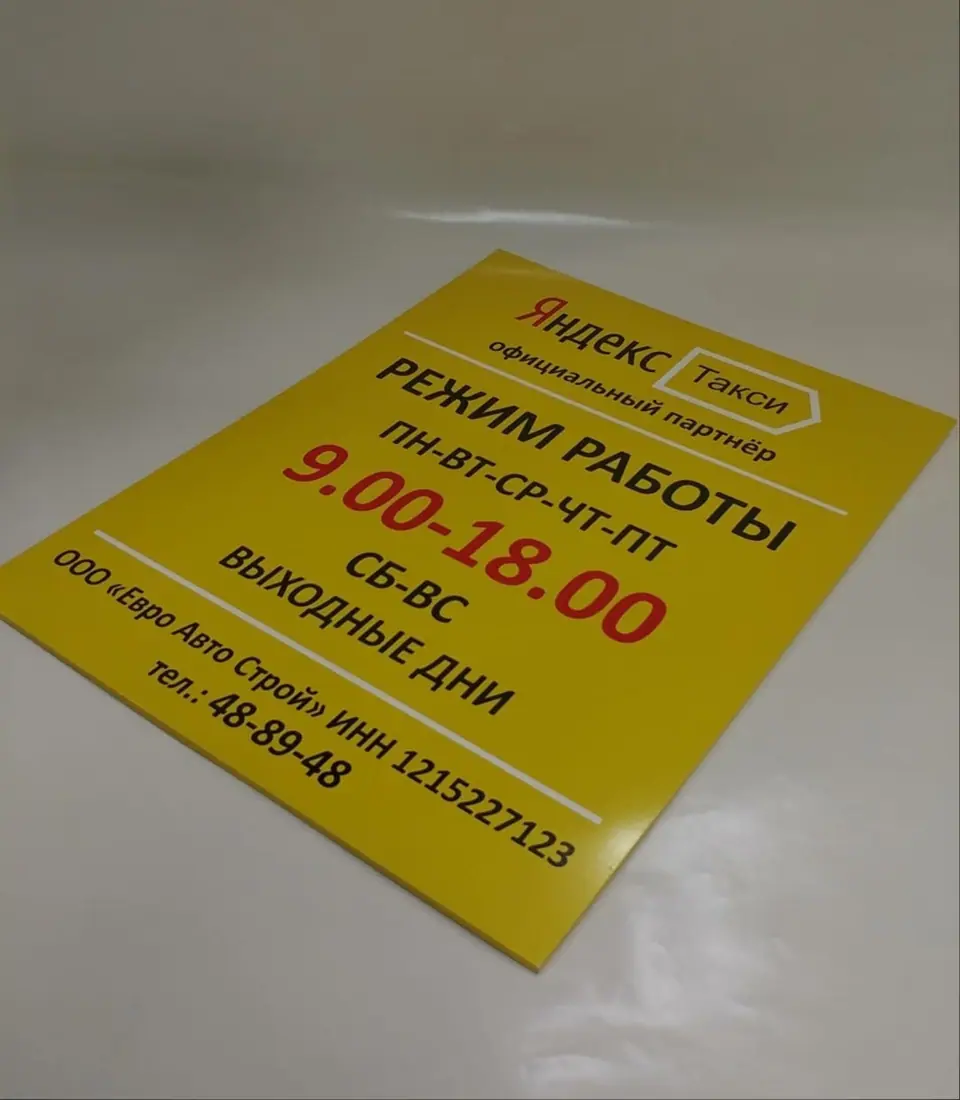 Яндекс Такси
официальный партнёр
РЕЖИМ РАБОТЫ
ПН-ВТ-СР-ЧТ-ПТ
9.00-18.00
СБ-ВС
ВЫХОДНЫЕ ДНИ
ООО «Евро Авто Строй» ИНН 1215227123
тел.: 48-89-48